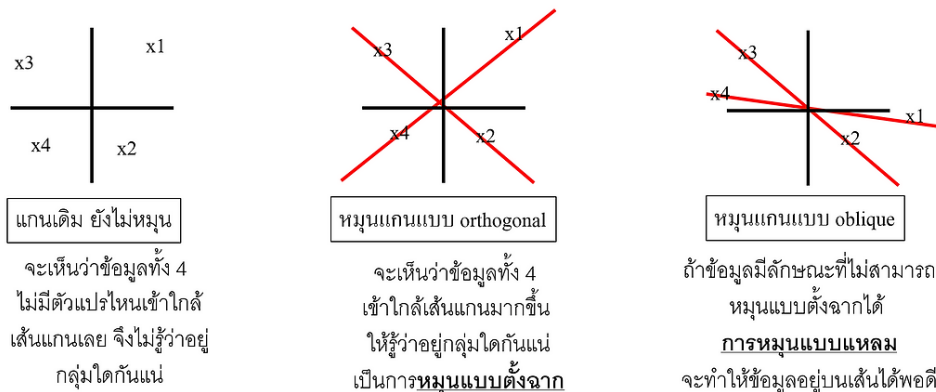 x3
x1
x4
x2
แกนเดิม ยังไม่หมุน
จะเห็นว่าข้อมูลทั้ง 4
ไม่มีตัวแปรไหนเข้าใกล้
เส้นแกนเลย จึงไม่รู้ว่าอยู่
กลุ่มใดกันแน่
x3
x1
x4
x2
หมุนแกนแบบ orthogonal
จะเห็นว่าข้อมูลทั้ง 4
เข้าใกล้เส้นแกนมากขึ้น
ให้รู้ว่าอยู่กลุ่มใดกันแน่
เป็นการหมุนแบบตั้งฉาก
x3
x4
x1
x2
หมุนแกนแบบ oblique
ถ้าข้อมูลมีลักษณะที่ไม่สามารถ
หมุนแบบตั้งฉากได้
การหมุนแบบแหลม
จะทำให้ข้อมูลอยู่บนเส้นได้พอดี